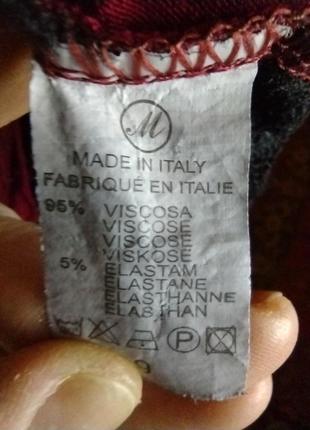 M
MADE IN ITALY
FABRIQUÉ EN ITALIE
95% VISCOSA
VISCOSE
VISCOSE
VISKOSE
5% ELASTAM
ELASTANE
ELASTHANNE
ELASTHAN
P